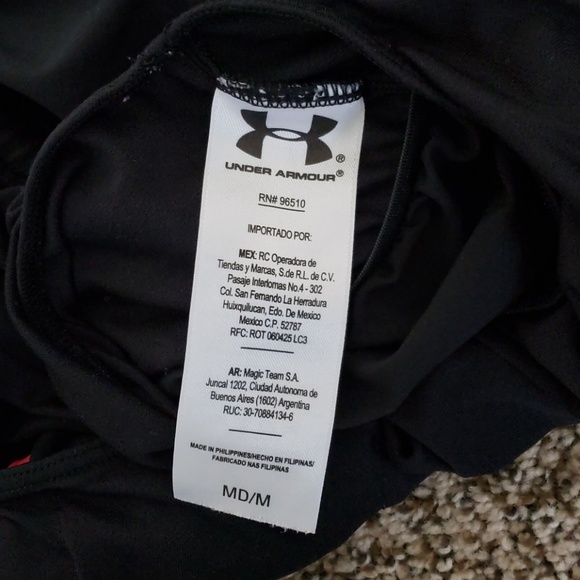 UNDER ARMOUR®
RN# 96510
IMPORTADO POR:
MEX: RC Operadora de
Tiendas y Marcas, S.de R.L. de C.V.
Pasaje Interlomas No.4 - 302
Col. San Fernando La Herradura
Huixquilucan, Edo. De Mexico
Mexico C.P. 52787
RFC: ROT 060425 LC3
AR: Magic Team S.A.
Juncal 1202, Ciudad Autonoma de
Buenos Aires (1602) Argentina
RUC: 30-70884134-6
MADE IN PHILIPPINES/HECHO EN FILIPINAS/
FABRICADO NAS FILIPINAS
MD/M